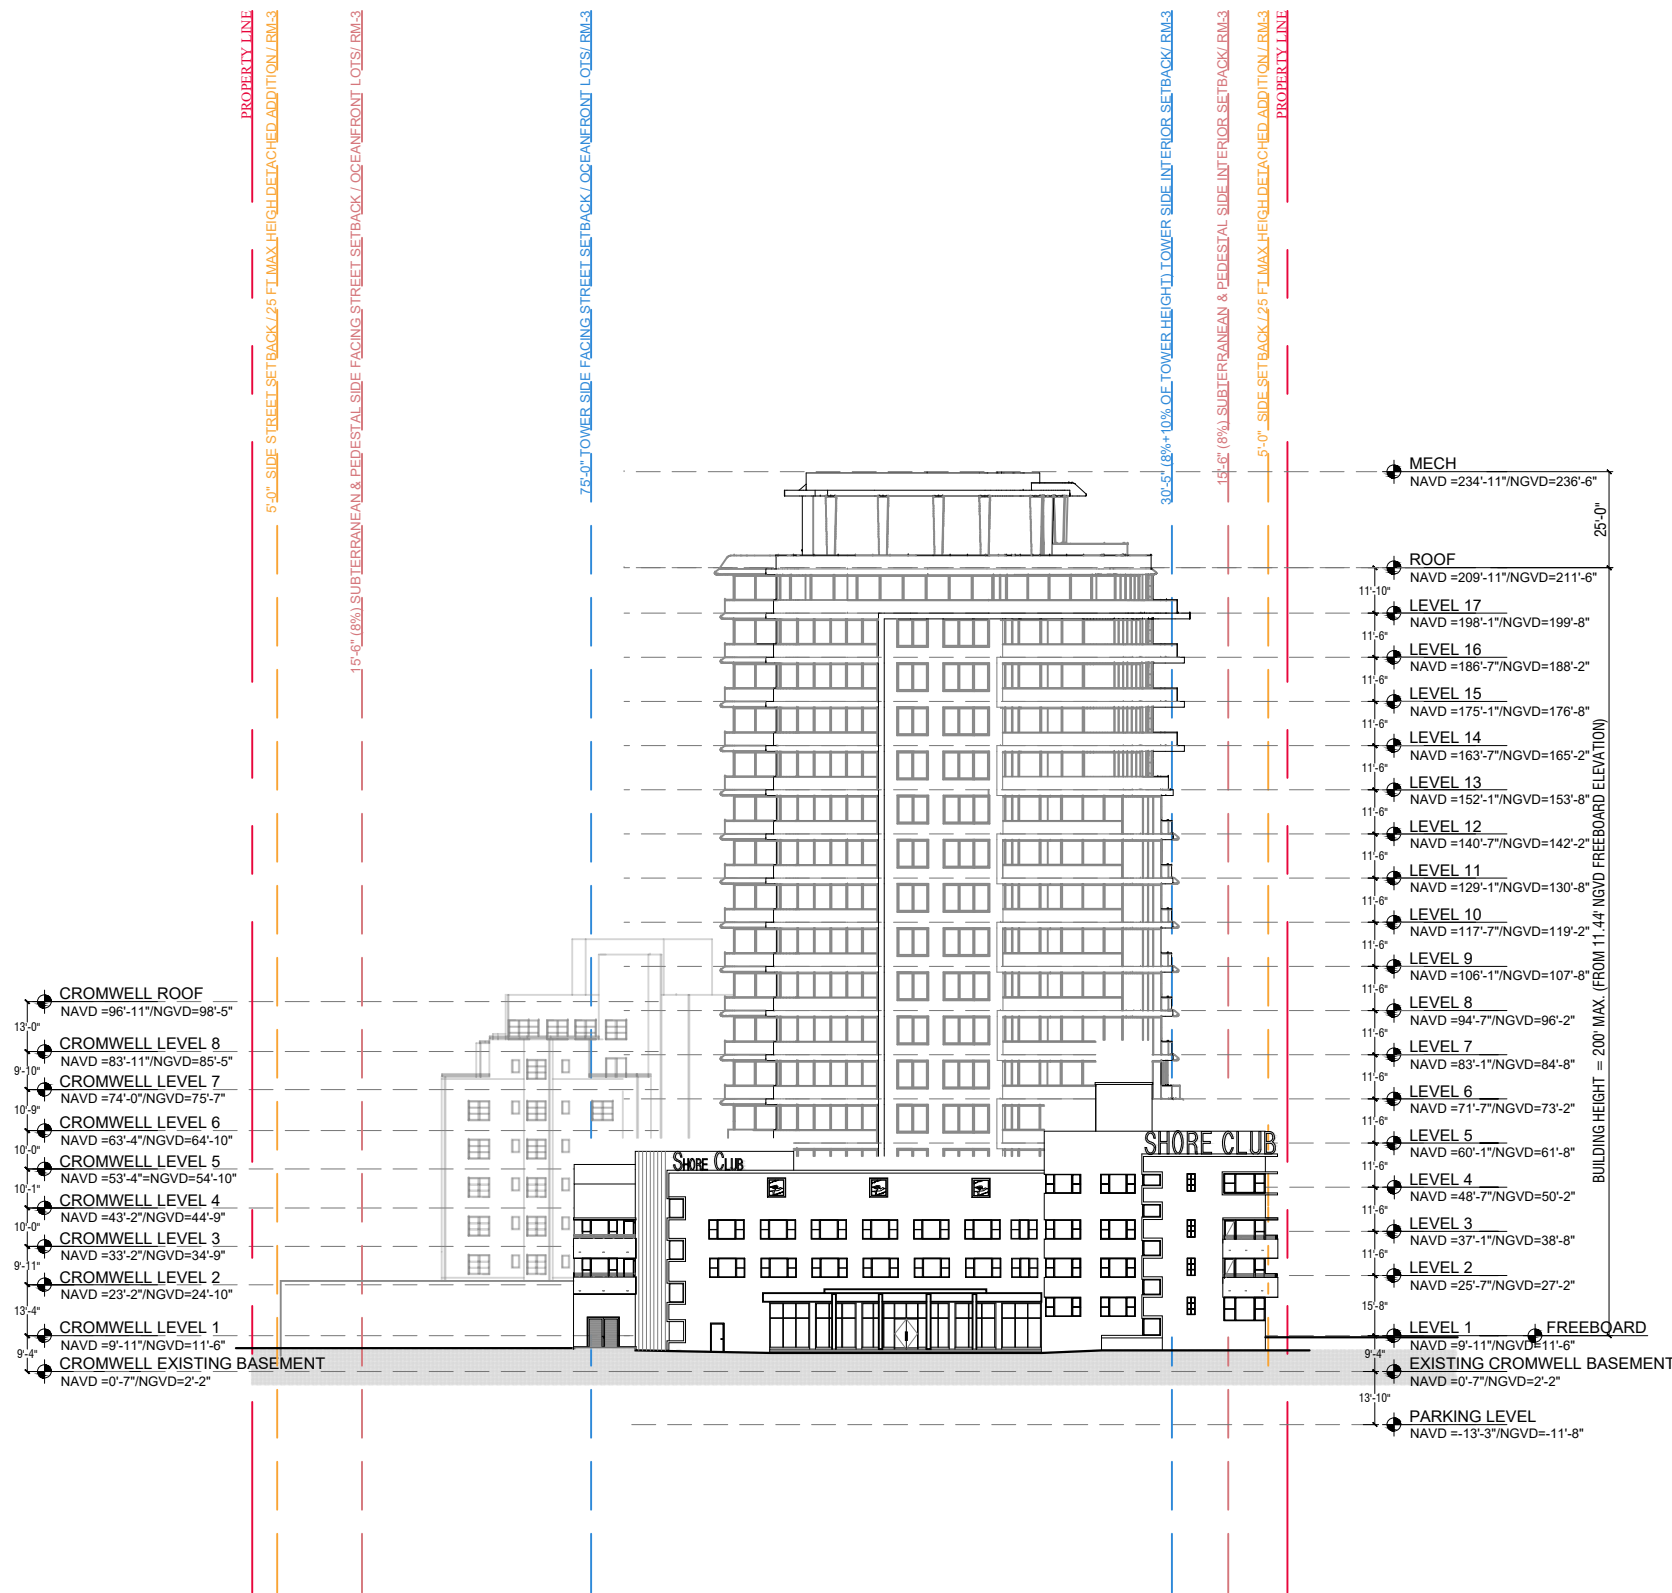 PROPERTY LINE
5'-0" SIDE STREET SETBACK / 25 FT MAX HEIGH DETACHED ADDITION / RM-3
15'-6" (8%) SUBTERRANEAN & PEDESTAL SIDE FACING STREET SETBACK / OCEANFRONT LOTS/ RM-3
75'-0" TOWER SIDE FACING STREET SETBACK / OCEANFRONT LOTS/ RM-3
30'-5" (8%+10% OF TOWER HEIGHT) TOWER SIDE INTERIOR SETBACK/ RM-3
15'-6" (8%) SUBTERRANEAN & PEDESTAL SIDE INTERIOR SETBACK/ RM-3
5'-0" SIDE SETBACK / 25 FT MAX HEIGH DETACHED ADDITION / RM-3
PROPERTY LINE
MECH
NAVD =234'-11"/NGVD=236'-6"
25'-0"
ROOF
NAVD =209'-11"/NGVD=211'-6"
11'-10"
LEVEL 17
NAVD =198'-1"/NGVD=199'-8"
11'-6"
LEVEL 16
NAVD =186'-7"/NGVD=188'-2"
11'-6"
LEVEL 15
NAVD =175'-1"/NGVD=176'-8"
11'-6"
LEVEL 14
NAVD =163'-7"/NGVD=165'-2"
11'-6"
LEVEL 13
NAVD =152'-1"/NGVD=153'-8"
11'-6"
LEVEL 12
NAVD =140'-7"/NGVD=142'-2"
11'-6"
LEVEL 11
NAVD =129'-1"/NGVD=130'-8"
11'-6"
LEVEL 10
NAVD =117'-7"/NGVD=119'-2"
11'-6"
LEVEL 9
NAVD =106'-1"/NGVD=107'-8"
11'-6"
LEVEL 8
NAVD =94'-7"/NGVD=96'-2"
11'-6"
LEVEL 7
NAVD =83'-1"/NGVD=84'-8"
11'-6"
LEVEL 6
NAVD =71'-7"/NGVD=73'-2"
11'-6"
LEVEL 5
NAVD =60'-1"/NGVD=61'-8"
11'-6"
LEVEL 4
NAVD =48'-7"/NGVD=50'-2"
11'-6"
LEVEL 3
NAVD =37'-1"/NGVD=38'-8"
11'-6"
LEVEL 2
NAVD =25'-7"/NGVD=27'-2"
15'-8"
LEVEL 1
NAVD =9'-11"/NGVD=11'-6"
FREEBOARD
9'-4"
EXISTING CROMWELL BASEMENT
NAVD =0'-7"/NGVD=2'-2"
13'-10"
PARKING LEVEL
NAVD =-13'-3"/NGVD=-11'-8"
BUILDING HEIGHT = 200' MAX. (FROM 11.44' NGVD FREEBOARD ELEVATION)
CROMWELL ROOF
NAVD =96'-11"/NGVD=98'-5"
13'-0"
CROMWELL LEVEL 8
NAVD =83'-11"/NGVD=85'-5"
9'-10"
CROMWELL LEVEL 7
NAVD =74'-0"/NGVD=75'-7"
10'-9"
CROMWELL LEVEL 6
NAVD =63'-4"/NGVD=64'-10"
10'-0"
CROMWELL LEVEL 5
NAVD =53'-4"=NGVD=54'-10"
10'-1"
CROMWELL LEVEL 4
NAVD =43'-2"/NGVD=44'-9"
10'-0"
CROMWELL LEVEL 3
NAVD =33'-2"/NGVD=34'-9"
9'-11"
CROMWELL LEVEL 2
NAVD =23'-2"/NGVD=24'-10"
13'-4"
CROMWELL LEVEL 1
NAVD =9'-11"/NGVD=11'-6"
9'-4"
CROMWELL EXISTING BASEMENT
NAVD =0'-7"/NGVD=2'-2"
SHORE CLUB
SHORE CLUB